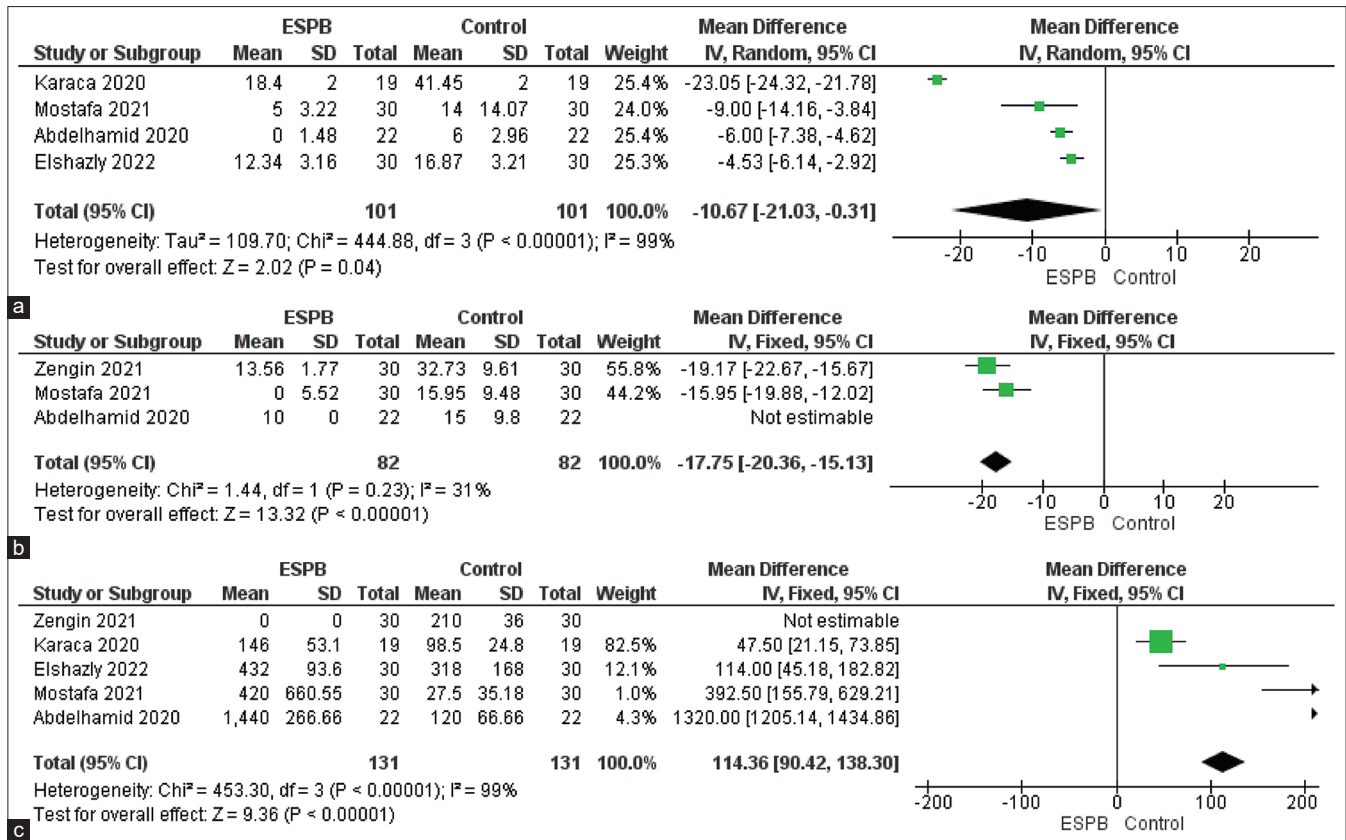 ESPB Control Mean Difference Mean Difference
Study or Subgroup Mean SD Total Mean SD Total Weight IV, Random, 95% CI IV, Random, 95% CI
Karaca 2020 18.4 2 19 41.45 2 19 25.4% -23.05 [-24.32, -21.78]
Mostafa 2021 5 3.22 30 14 14.07 30 24.0% -9.00 [-14.16, -3.84]
Abdelhamid 2020 0 1.48 22 6 2.96 22 25.4% -6.00 [-7.38, -4.62]
Elshazly 2022 12.34 3.16 30 16.87 3.21 30 25.3% -4.53 [-6.14, -2.92]
Total (95% CI) 101 101 100.0% -10.67 [-21.03, -0.31]
Heterogeneity: Tau² = 109.70; Chi² = 444.88, df = 3 (P < 0.00001); I² = 99%
Test for overall effect: Z = 2.02 (P = 0.04)
-20 -10 0 10 20
ESPB Control
a
ESPB Control Mean Difference Mean Difference
Study or Subgroup Mean SD Total Mean SD Total Weight IV, Fixed, 95% CI IV, Fixed, 95% CI
Zengin 2021 13.56 1.77 30 32.73 9.61 30 55.8% -19.17 [-22.67, -15.67]
Mostafa 2021 0 5.52 30 15.95 9.48 30 44.2% -15.95 [-19.88, -12.02]
Abdelhamid 2020 10 0 22 15 9.8 22 Not estimable
Total (95% CI) 82 82 100.0% -17.75 [-20.36, -15.13]
Heterogeneity: Chi² = 1.44, df = 1 (P = 0.23); I² = 31%
Test for overall effect: Z = 13.32 (P < 0.00001)
-20 -10 0 10 20
ESPB Control
b
ESPB Control Mean Difference Mean Difference
Study or Subgroup Mean SD Total Mean SD Total Weight IV, Fixed, 95% CI IV, Fixed, 95% CI
Zengin 2021 0 0 30 210 36 30 Not estimable
Karaca 2020 146 53.1 19 98.5 24.8 19 82.5% 47.50 [21.15, 73.85]
Elshazly 2022 432 93.6 30 318 168 30 12.1% 114.00 [45.18, 182.82]
Mostafa 2021 420 660.55 30 27.5 35.18 30 1.0% 392.50 [155.79, 629.21]
Abdelhamid 2020 1,440 266.66 22 120 66.66 22 4.3% 1320.00 [1205.14, 1434.86]
Total (95% CI) 131 131 100.0% 114.36 [90.42, 138.30]
Heterogeneity: Chi² = 453.30, df = 3 (P < 0.00001); I² = 99%
Test for overall effect: Z = 9.36 (P < 0.00001)
-200 -100 0 100 200
ESPB Control
c